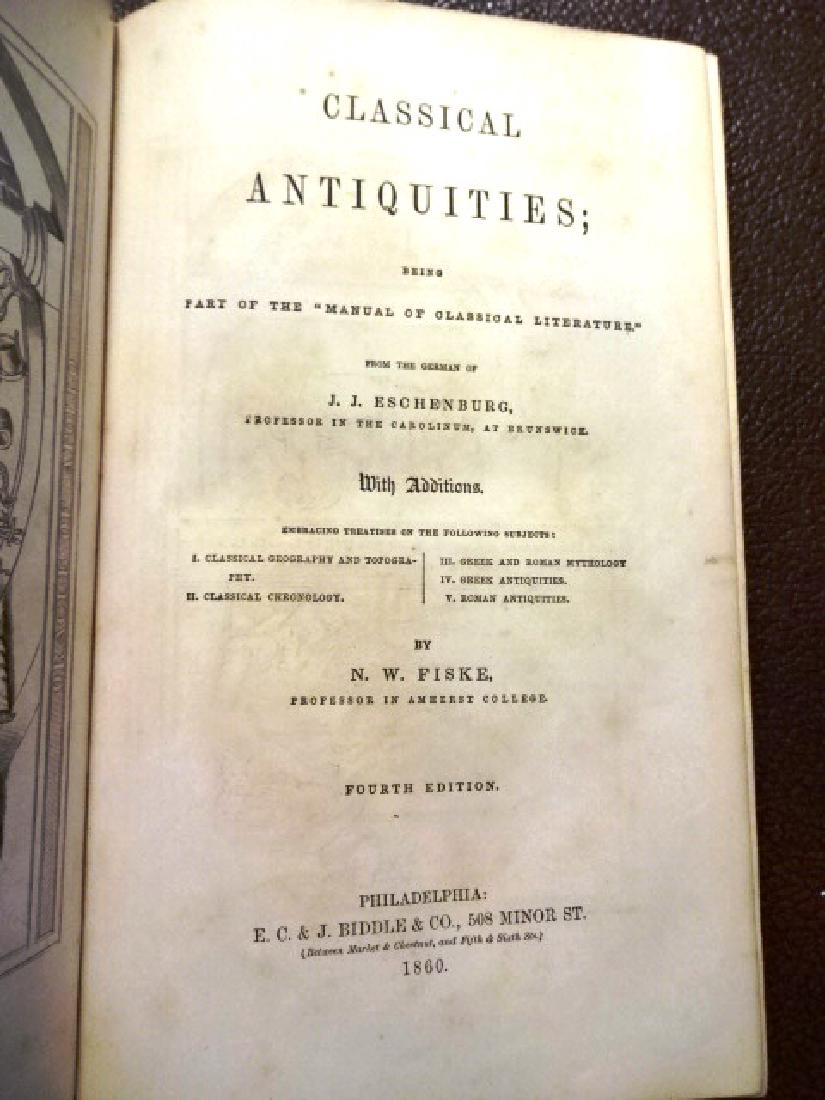 CLASSICAL
ANTIQUITIES;
BEING
PART OF THE "MANUAL OF CLASSICAL LITERATURE,"
FROM THE GERMAN OF
J. J. ESCHENBURG,
PROFESSOR IN THE CAROLINUM, AT BRUNSWICK.
With Additions.
EMBRACING TREATISES ON THE FOLLOWING SUBJECTS:
I. CLASSICAL GEOGRAPHY AND TOPOGRA-
PHY.
II. CLASSICAL CHRONOLOGY.
III. GREEK AND ROMAN MYTHOLOGY
IV. GREEK ANTIQUITIES.
V. ROMAN ANTIQUITIES.
BY
N. W. FISKE,
PROFESSOR IN AMHERST COLLEGE.
FOURTH EDITION.
PHILADELPHIA:
E. C. & J. BIDDLE & CO., 508 MINOR ST.
(Between Market & Chestnut, and Fifth & Sixth Sts.)
1860.